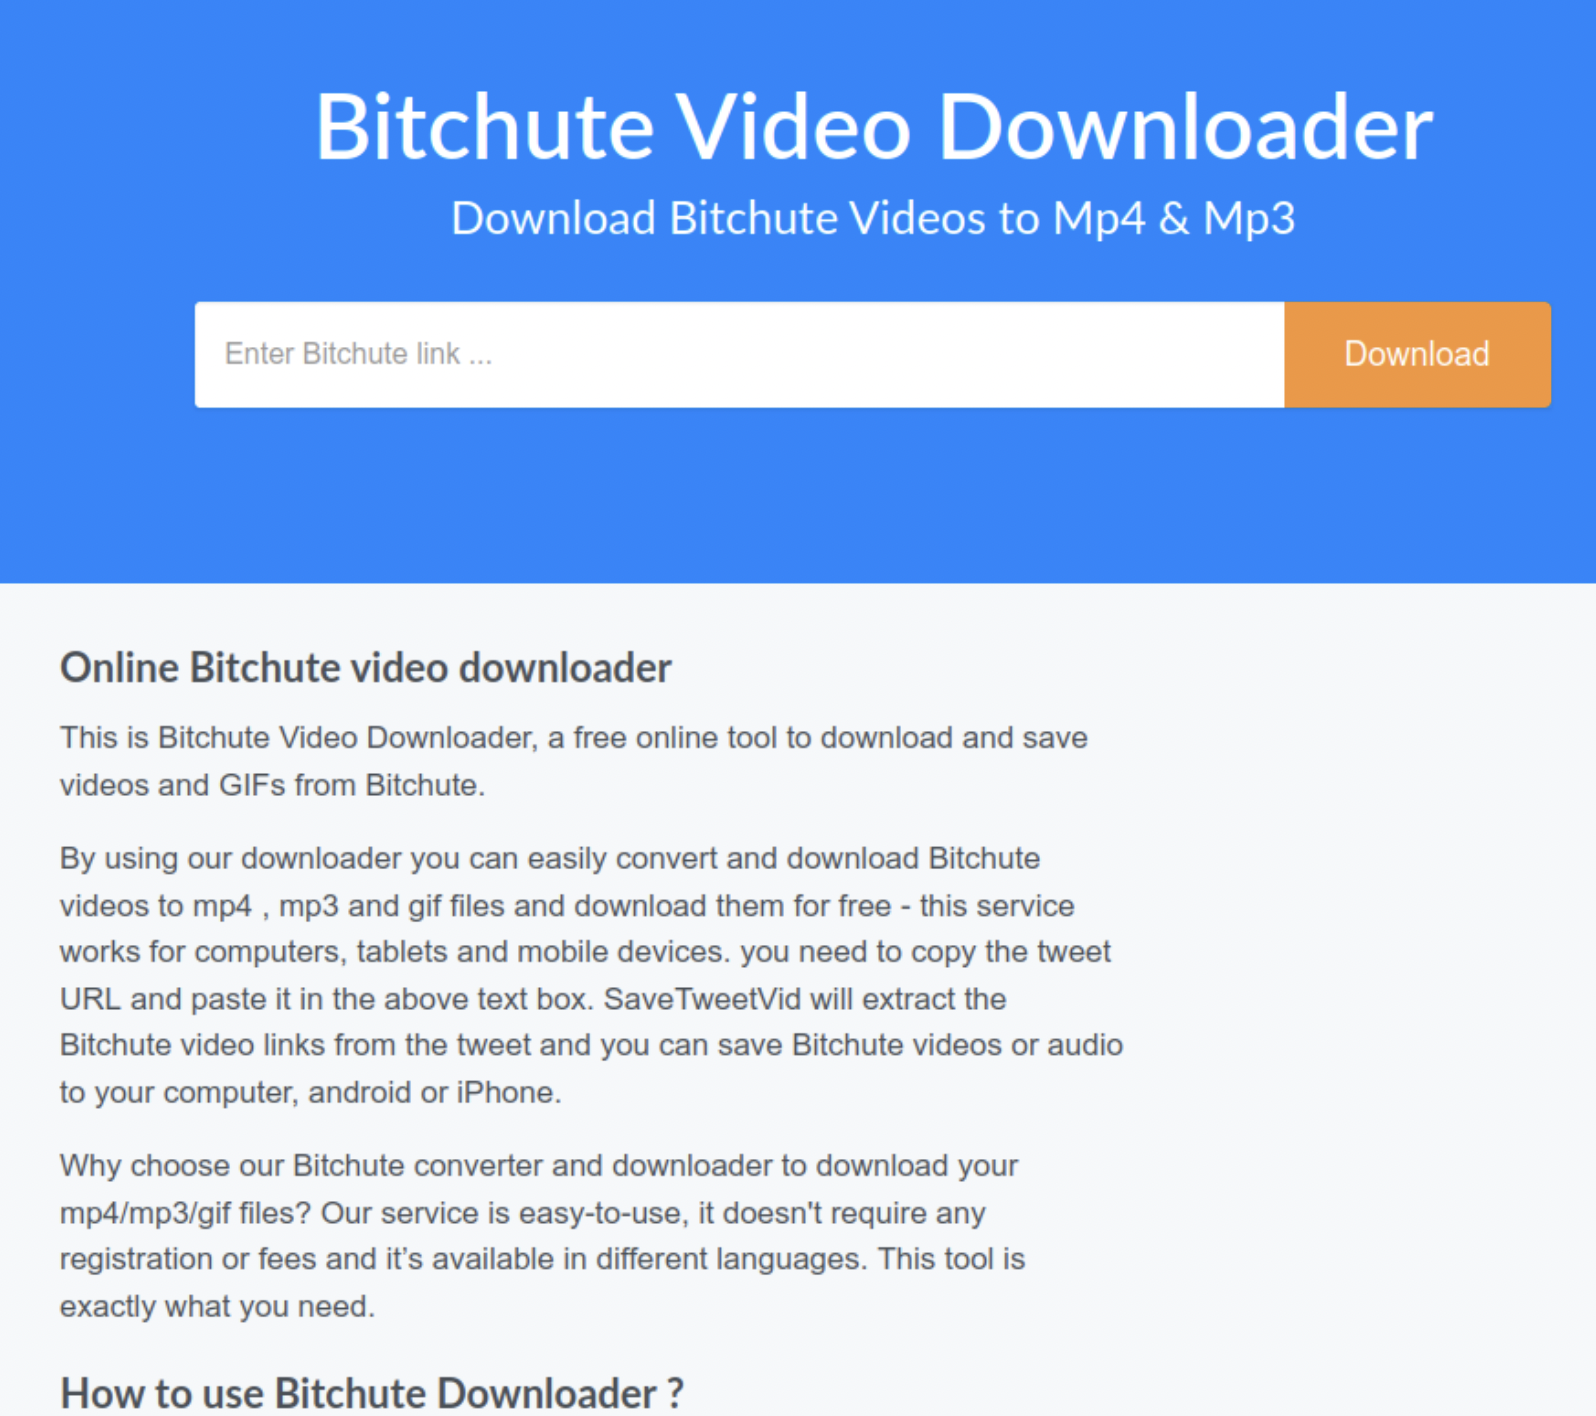 Bitchute Video Downloader
Download Bitchute Videos to Mp4 & Mp3
Enter Bitchute link ...
Download
Online Bitchute video downloader
This is Bitchute Video Downloader, a free online tool to download and save
videos and GIFs from Bitchute.
By using our downloader you can easily convert and download Bitchute
videos to mp4 , mp3 and gif files and download them for free - this service
works for computers, tablets and mobile devices. you need to copy the tweet
URL and paste it in the above text box. SaveTweetVid will extract the
Bitchute video links from the tweet and you can save Bitchute videos or audio
to your computer, android or iPhone.
Why choose our Bitchute converter and downloader to download your
mp4/mp3/gif files? Our service is easy-to-use, it doesn't require any
registration or fees and it’s available in different languages. This tool is
exactly what you need.
How to use Bitchute Downloader ?